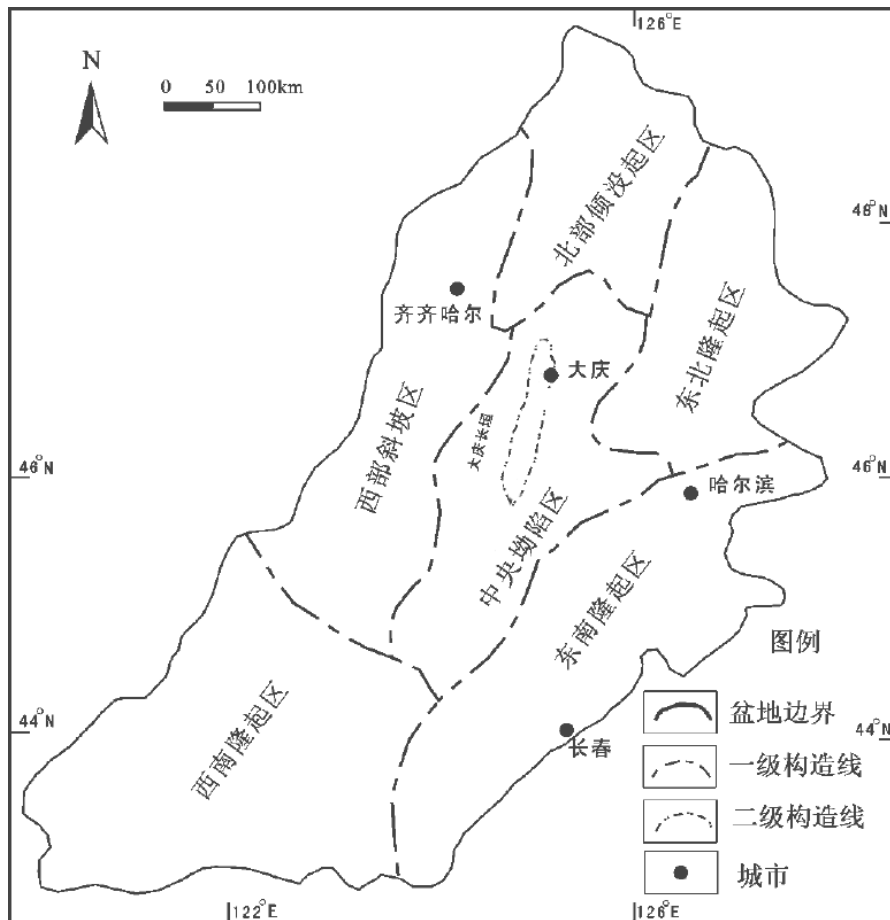 126°E
N
0 50 100km
北部倾没起区
46°N
齐齐哈尔
东北隆起区
大庆
大庆长垣
西部斜坡区
46°N
46°N
哈尔滨
中央坳陷区
东南隆起区
图例
西南隆起区
盆地边界
44°N
44°N
长春
一级构造线
二级构造线
城市
122°E
126°E